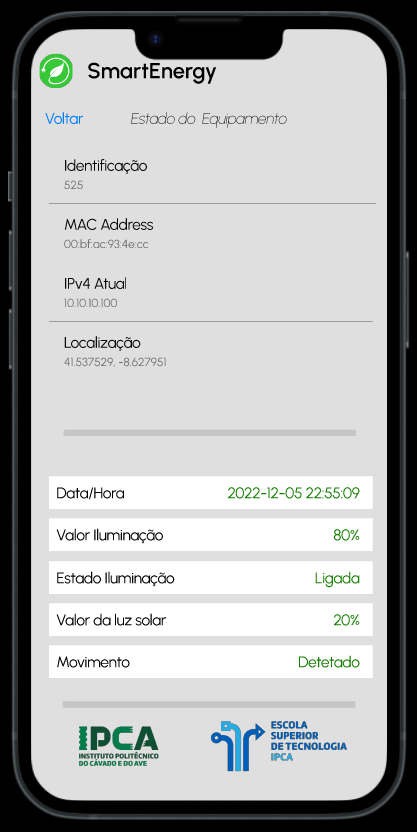 SmartEnergy
Voltar
Estado do Equipamento
Identificação
525
MAC Address
00:bf:ac:93:4e:cc
IPv4 Atual
10.10.10.100
Localização
41.537529, -8.627951
Data/Hora 2022-12-05 22:55:09
Valor Iluminação 80%
Estado Iluminação Ligada
Valor da luz solar 20%
Movimento Detetado
IPCA
INSTITUTO POLITÉCNICO
DO CÁVADO E DO AVE
ESCOLA
SUPERIOR
DE TECNOLOGIA
IPCA